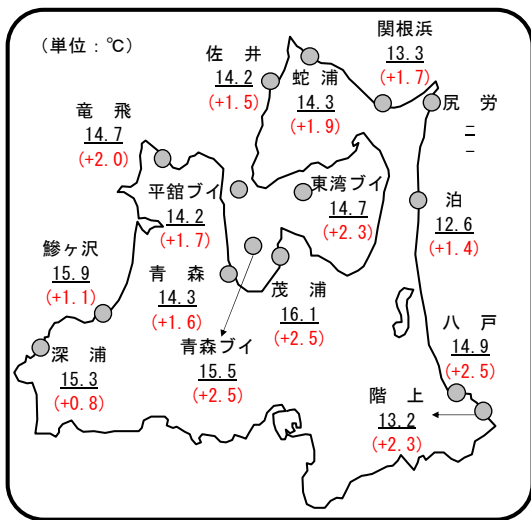 (単位：℃)
関根浜
13.3
(+1.7)
佐井
14.2
(+1.5)
蛇浦
14.3
(+1.9)
尻労
--
-
竜飛
14.7
(+2.0)
平舘ブイ
14.2
(+1.7)
東湾ブイ
14.7
(+2.3)
泊
12.6
(+1.4)
鰺ヶ沢
15.9
(+1.1)
青森
14.3
(+1.6)
茂浦
16.1
(+2.5)
八戸
14.9
(+2.5)
深浦
15.3
(+0.8)
青森ブイ
15.5
(+2.5)
階上
13.2
(+2.3)